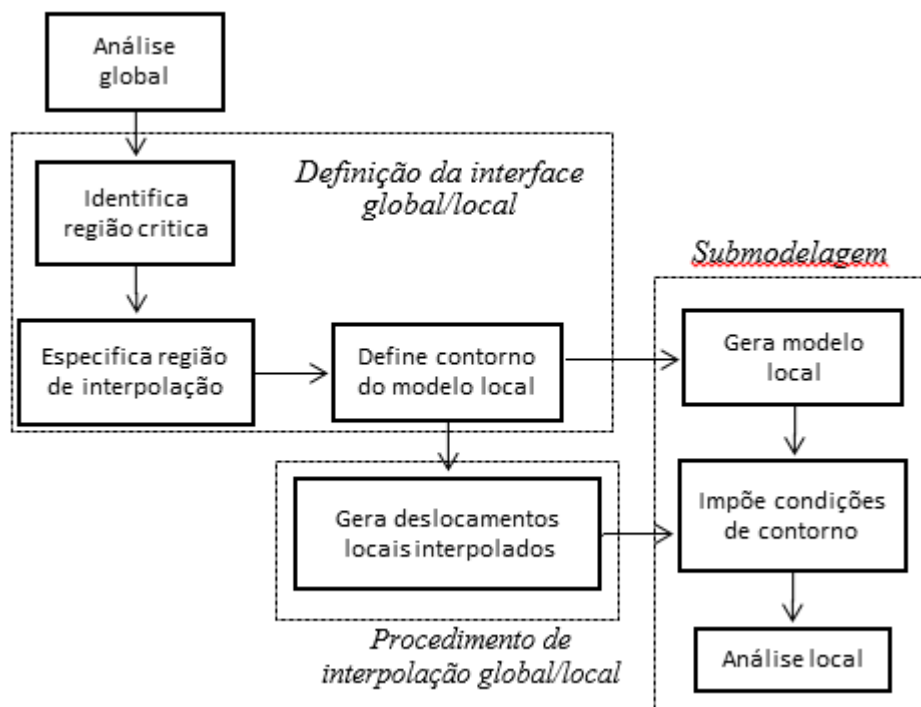 Análise
global
Definição da interface
global/local
Identifica
região critica
Submodelagem
Especifica região
de interpolação
Define contorno
do modelo local
Gera modelo
local
Gera deslocamentos
locais interpolados
Impõe condições
de contorno
Procedimento de
interpolação global/local
Análise local